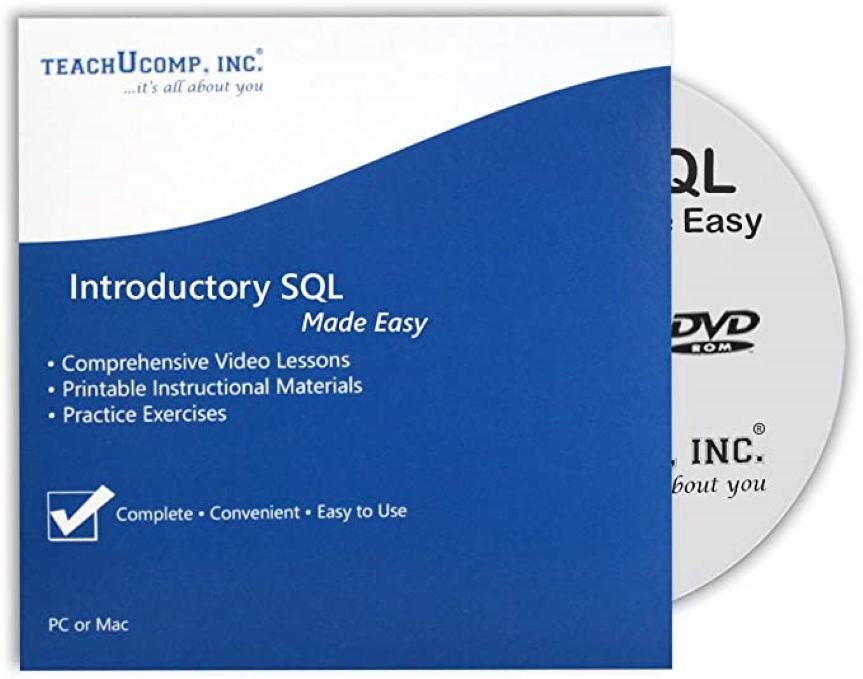 TEACHUCOMP, INC.®
...it's all about you
Introductory SQL
Made Easy
• Comprehensive Video Lessons
• Printable Instructional Materials
• Practice Exercises
Complete • Convenient • Easy to Use
PC or Mac
QL
Easy
DVD
ROM
, INC.®
bout you